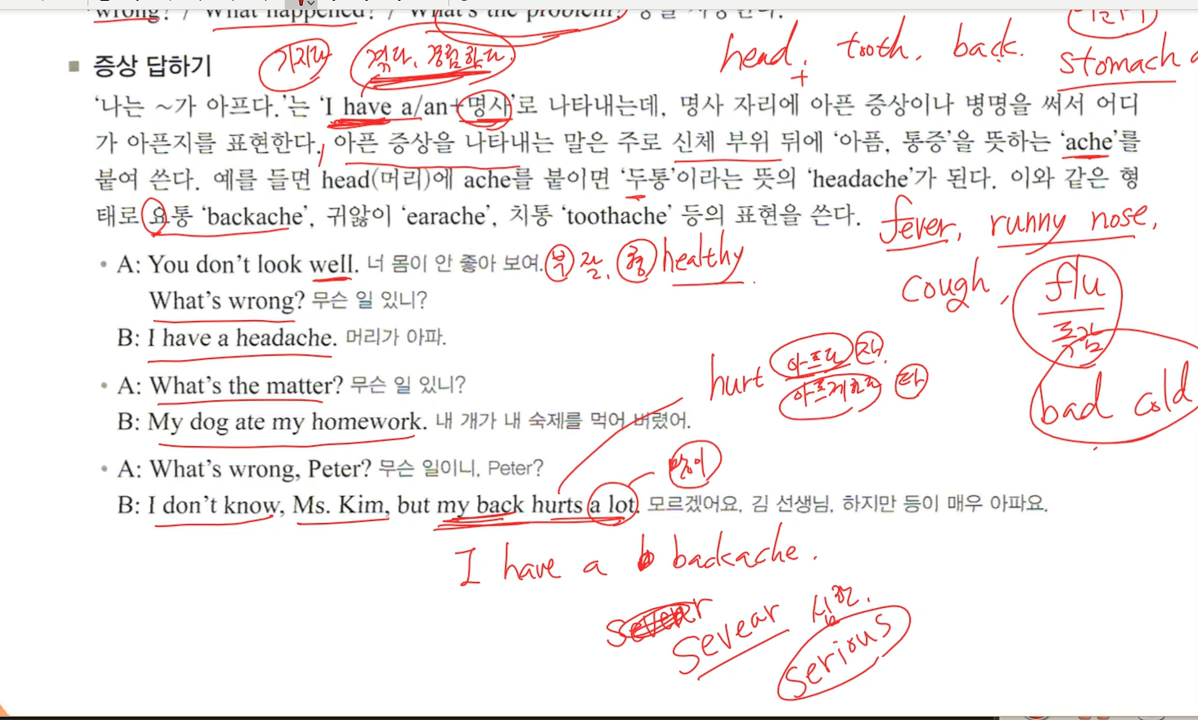 wrong? / What happened? / What's the problem?
head, tooth, back. stomach
+
가지다
겪다, 경험하다.
■ 증상 답하기
'나는 ~가 아프다.'는 'I have a/an+명사'로 나타내는데, 명사 자리에 아픈 증상이나 병명을 써서 어디
가 아픈지를 표현한다. 아픈 증상을 나타내는 말은 주로 신체 부위 뒤에 '아픔, 통증'을 뜻하는 'ache'를
붙여 쓴다. 예를 들면 head(머리)에 ache를 붙이면 '두통'이라는 뜻의 'headache'가 된다. 이와 같은 형
태로 요통 'backache', 귀앓이 'earache', 치통 'toothache' 등의 표현을 쓴다.
fever, runny nose,
cough, flu
독감
bad cold
• A: You don't look well. 너 몸이 안 좋아 보여.
부 잘, 형 healthy
What's wrong? 무슨 일 있니?
B: I have a headache. 머리가 아파.
hurt 아프다 자
아프게 하다 타
• A: What's the matter? 무슨 일 있니?
B: My dog ate my homework. 내 개가 내 숙제를 먹어 버렸어.
• A: What's wrong, Peter? 무슨 일이니, Peter?
많이
B: I don't know, Ms. Kim, but my back hurts a lot. 모르겠어요, 김 선생님, 하지만 등이 매우 아파요.
I have a backache.
sevear 심한.
serious